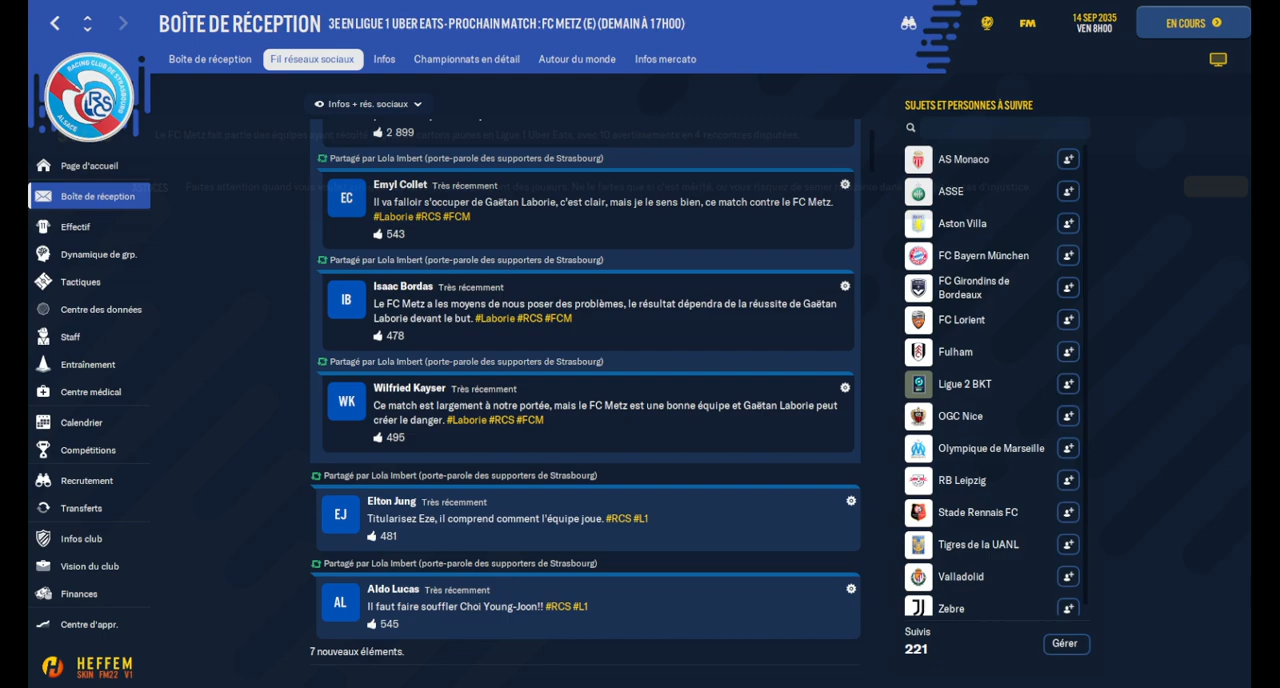 BOÎTE DE RÉCEPTION 3E EN LIGUE 1 UBER EATS - PROCHAIN MATCH : FC METZ (E) (DEMAIN À 17H00)
FM
14 SEP 2035
VEN 8H00
EN COURS
Boîte de réception
Fil réseaux sociaux
Infos
Championnats en détail
Autour du monde
Infos mercato
RACING CLUB DE STRASBOURG
RCS
ALSACE
Page d'accueil
Boîte de réception
Effectif
Dynamique de grp.
Tactiques
Centre des données
Staff
Entraînement
Centre médical
Calendrier
Compétitions
Recrutement
Transferts
Infos club
Vision du club
Finances
Centre d'appr.
HEFFEM
SKIN FM22 V1
Infos + rés. sociaux
2 899
Partagé par Lola Imbert (porte-parole des supporters de Strasbourg)
EC
Emyl Collet Très récemment
Il va falloir s'occuper de Gaëtan Laborie, c'est clair, mais je le sens bien, ce match contre le FC Metz.
#Laborie #RCS #FCM
543
Partagé par Lola Imbert (porte-parole des supporters de Strasbourg)
IB
Isaac Bordas Très récemment
Le FC Metz a les moyens de nous poser des problèmes, le résultat dépendra de la réussite de Gaëtan
Laborie devant le but. #Laborie #RCS #FCM
478
Partagé par Lola Imbert (porte-parole des supporters de Strasbourg)
WK
Wilfried Kayser Très récemment
Ce match est largement à notre portée, mais le FC Metz est une bonne équipe et Gaëtan Laborie peut
créer le danger. #Laborie #RCS #FCM
495
Partagé par Lola Imbert (porte-parole des supporters de Strasbourg)
EJ
Elton Jung Très récemment
Titularisez Eze, il comprend comment l'équipe joue. #RCS #L1
481
Partagé par Lola Imbert (porte-parole des supporters de Strasbourg)
AL
Aldo Lucas Très récemment
Il faut faire souffler Choi Young-Joon!! #RCS #L1
545
7 nouveaux éléments.
SUJETS ET PERSONNES À SUIVRE
AS Monaco
ASSE
Aston Villa
FC Bayern München
FC Girondins de
Bordeaux
FC Lorient
Fulham
Ligue 2 BKT
OGC Nice
Olympique de Marseille
RB Leipzig
Stade Rennais FC
Tigres de la UANL
Valladolid
Zebre
Suivis
221
Gérer